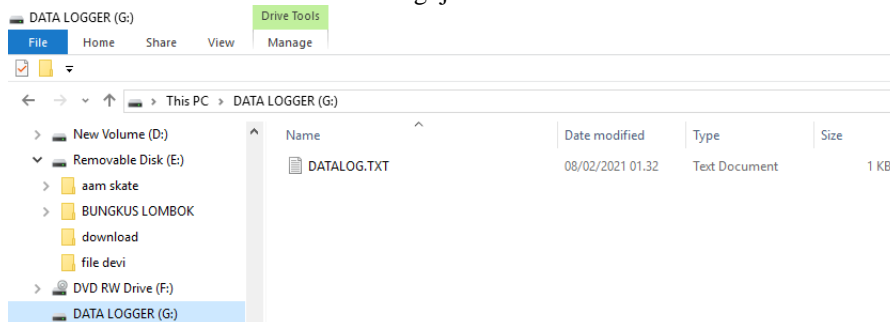 DATA LOGGER (G:)
Drive Tools
File Home Share View Manage
This PC > DATA LOGGER (G:)
New Volume (D:)
Removable Disk (E:)
aam skate
BUNGKUS LOMBOK
download
file devi
DVD RW Drive (F:)
DATA LOGGER (G:)
Name Date modified Type Size
DATALOG.TXT 08/02/2021 01.32 Text Document 1 KB